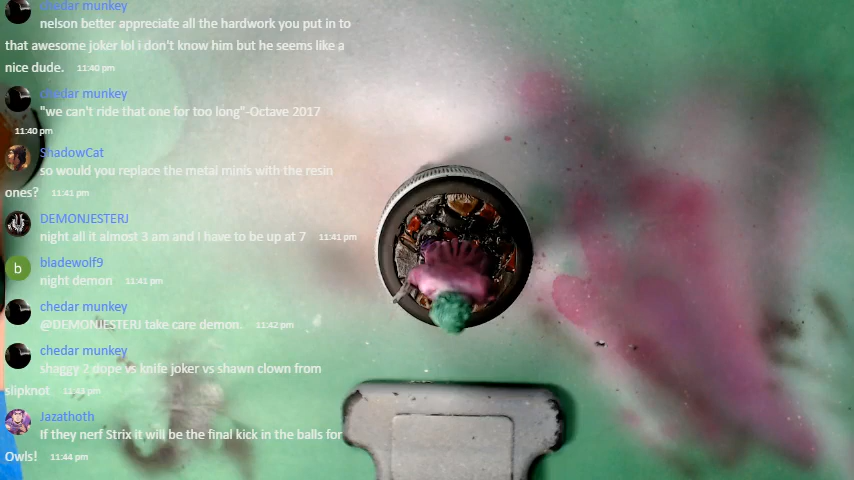 chedar munkey
nelson better appreciate all the hardwork you put in to
that awesome joker lol i don't know him but he seems like a
nice dude. 11:40 pm
chedar munkey
"we can't ride that one for too long"-Octave 2017
11:40 pm
ShadowCat
so would you replace the metal minis with the resin
ones? 11:41 pm
DEMONJESTERJ
night all it almost 3 am and i have to be up at 7 11:41 pm
b bladewolf9
night demon 11:41 pm
chedar munkey
@DEMONJESTERJ take care demon. 11:42 pm
chedar munkey
shaggy 2 dope vs knife joker vs shawn clown from
slipknot 11:43 pm
Jazathoth
If they nerf Strix it will be the final kick in the balls for
Owls! 11:44 pm